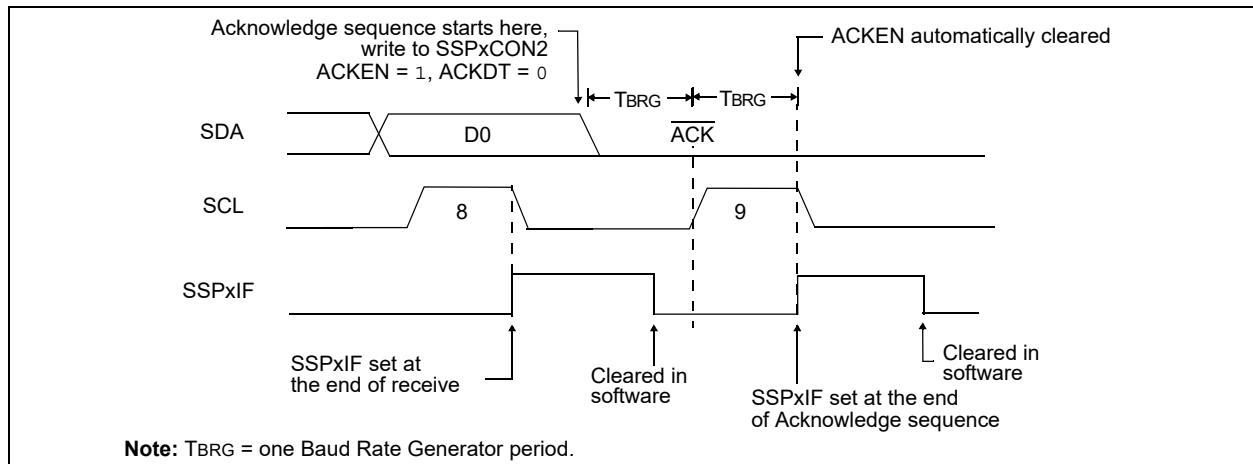 Acknowledge sequence starts here,
write to SSPxCON2
ACKEN = 1, ACKDT = 0
ACKEN automatically cleared
TBRG
TBRG
SDA
D0
ACK
SCL
8
9
SSPxIF
SSPxIF set at
the end of receive
Cleared in
software
SSPxIF set at the end
of Acknowledge sequence
Cleared in
software
Note: TBRG = one Baud Rate Generator period.